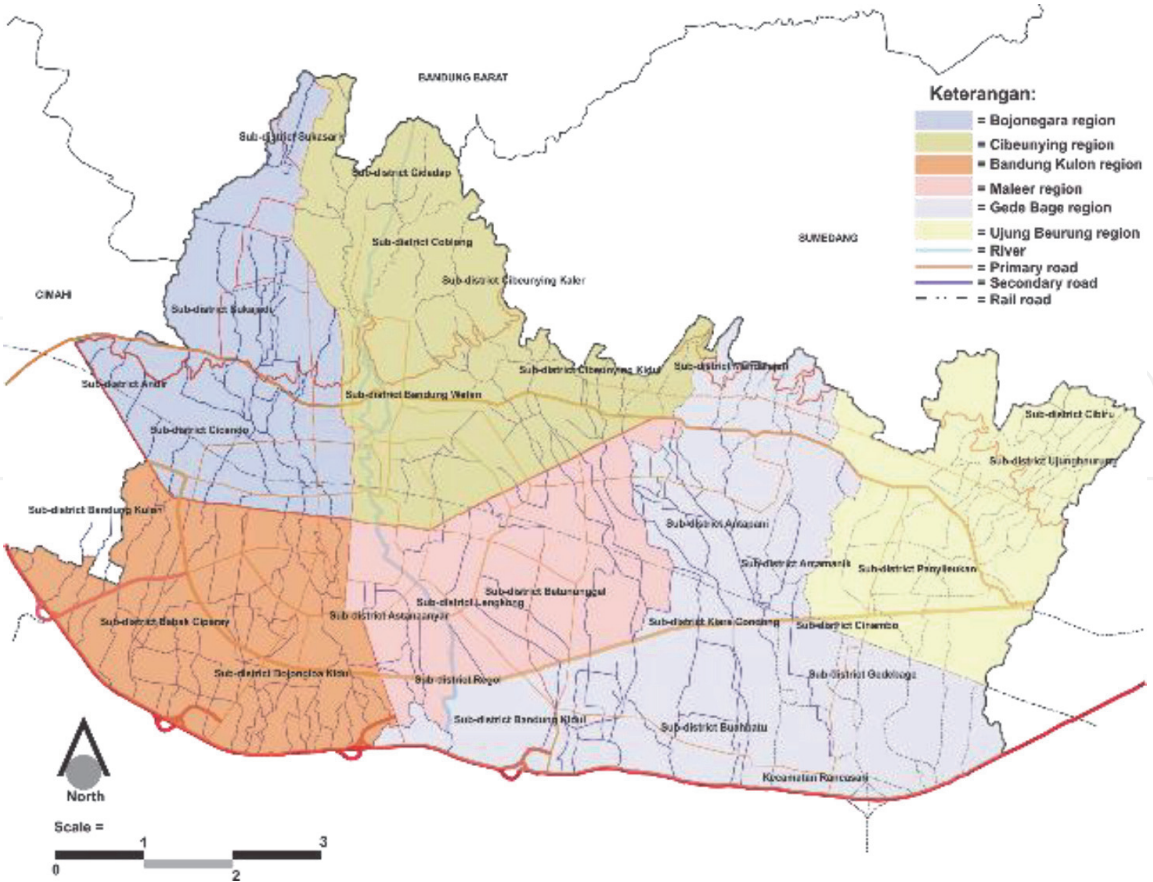 BANDUNG BARAT
Keterangan:
= Bojonegara region
= Cibeunying region
= Bandung Kulon region
= Maleer region
= Gede Bage region
= Ujung Beurung region
= River
= Primary road
= Secondary road
= Rail road
Sub-district Sukasari
Sub-district Cidadap
Sub-district Coblong
SUMEDANG
Sub-district Cibeunying Kaler
CIMAHI
Sub-district Sukajadi
Sub-district Cibeunying Kidul
Sub-district
Sub-district Andir
Sub-district Bandung Wetan
Sub-district Cibiru
Sub-district Cicendo
Sub-district Ujungberung
Sub-district Bandung Kulon
Sub-district Antapani
Sub-district Arcamanik
Sub-district Panyileukan
Sub-district Batununggal
Sub-district Lengkong
Sub-district Astanaanyar
Sub-district Babak Ciparay
Sub-district Kiara Condong
Sub-district Cinambo
Sub-district Bojongloa Kidul
Sub-district Regol
Sub-district Gedebage
Sub-district Bandung Kidul
Sub-district Buahbatu
Kecamatan Rancasari
North
Scale =
1
3
0
2